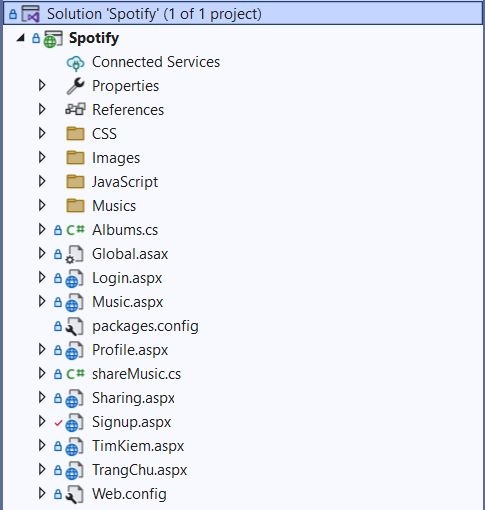 Solution 'Spotify' (1 of 1 project)
Spotify
Connected Services
Properties
References
CSS
Images
JavaScript
Musics
C# Albums.cs
Global.asax
Login.aspx
Music.aspx
packages.config
Profile.aspx
C# shareMusic.cs
Sharing.aspx
Signup.aspx
TimKiem.aspx
TrangChu.aspx
Web.config